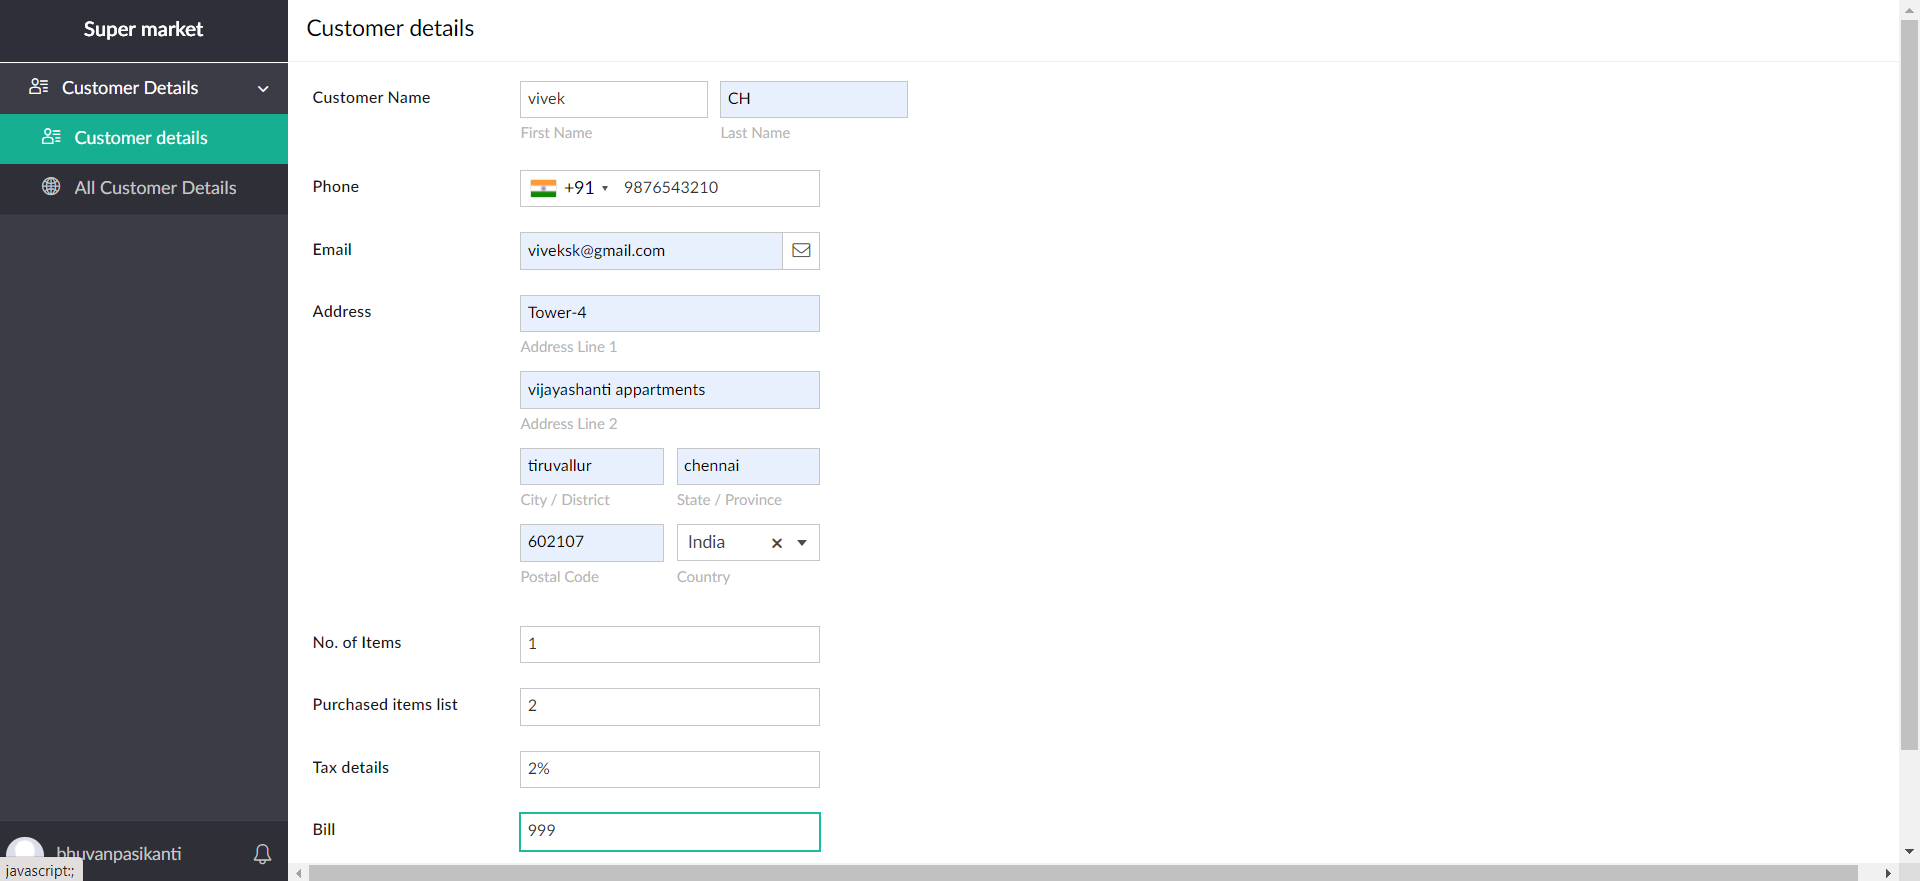 Super market
Customer Details
Customer details
All Customer Details
bhuvanpasikanti
javascript:;
Customer details
Customer Name
vivek
CH
First Name
Last Name
Phone
+91
9876543210
Email
viveksk@gmail.com
Address
Tower-4
Address Line 1
vijayashanti appartments
Address Line 2
tiruvallur
chennai
City / District
State / Province
602107
India
Postal Code
Country
No. of Items
1
Purchased items list
2
Tax details
2%
Bill
999